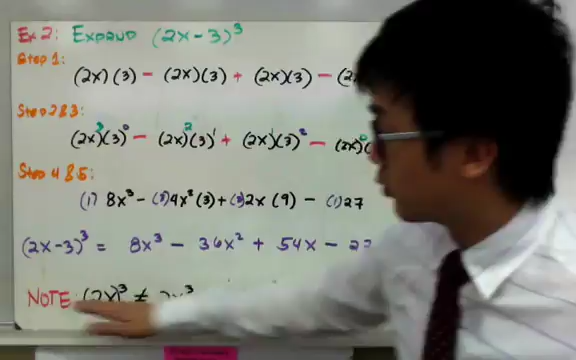 Ex 2: EXPAND (2x-3)³
Step 1:
(2x)(3) - (2x)(3) + (2x)(3) - (2
Step 2&3:
(2x)³(3)⁰ - (2x)²(3)¹ + (2x)¹(3)² - (2x)⁰(
Step 4&5:
(1) 8x³ - (3)4x²(3) + (3)2x(9) - (1)27
(2x-3)³ = 8x³ - 36x² + 54x - 27
NOTE: (2x)³ ≠ 2x³